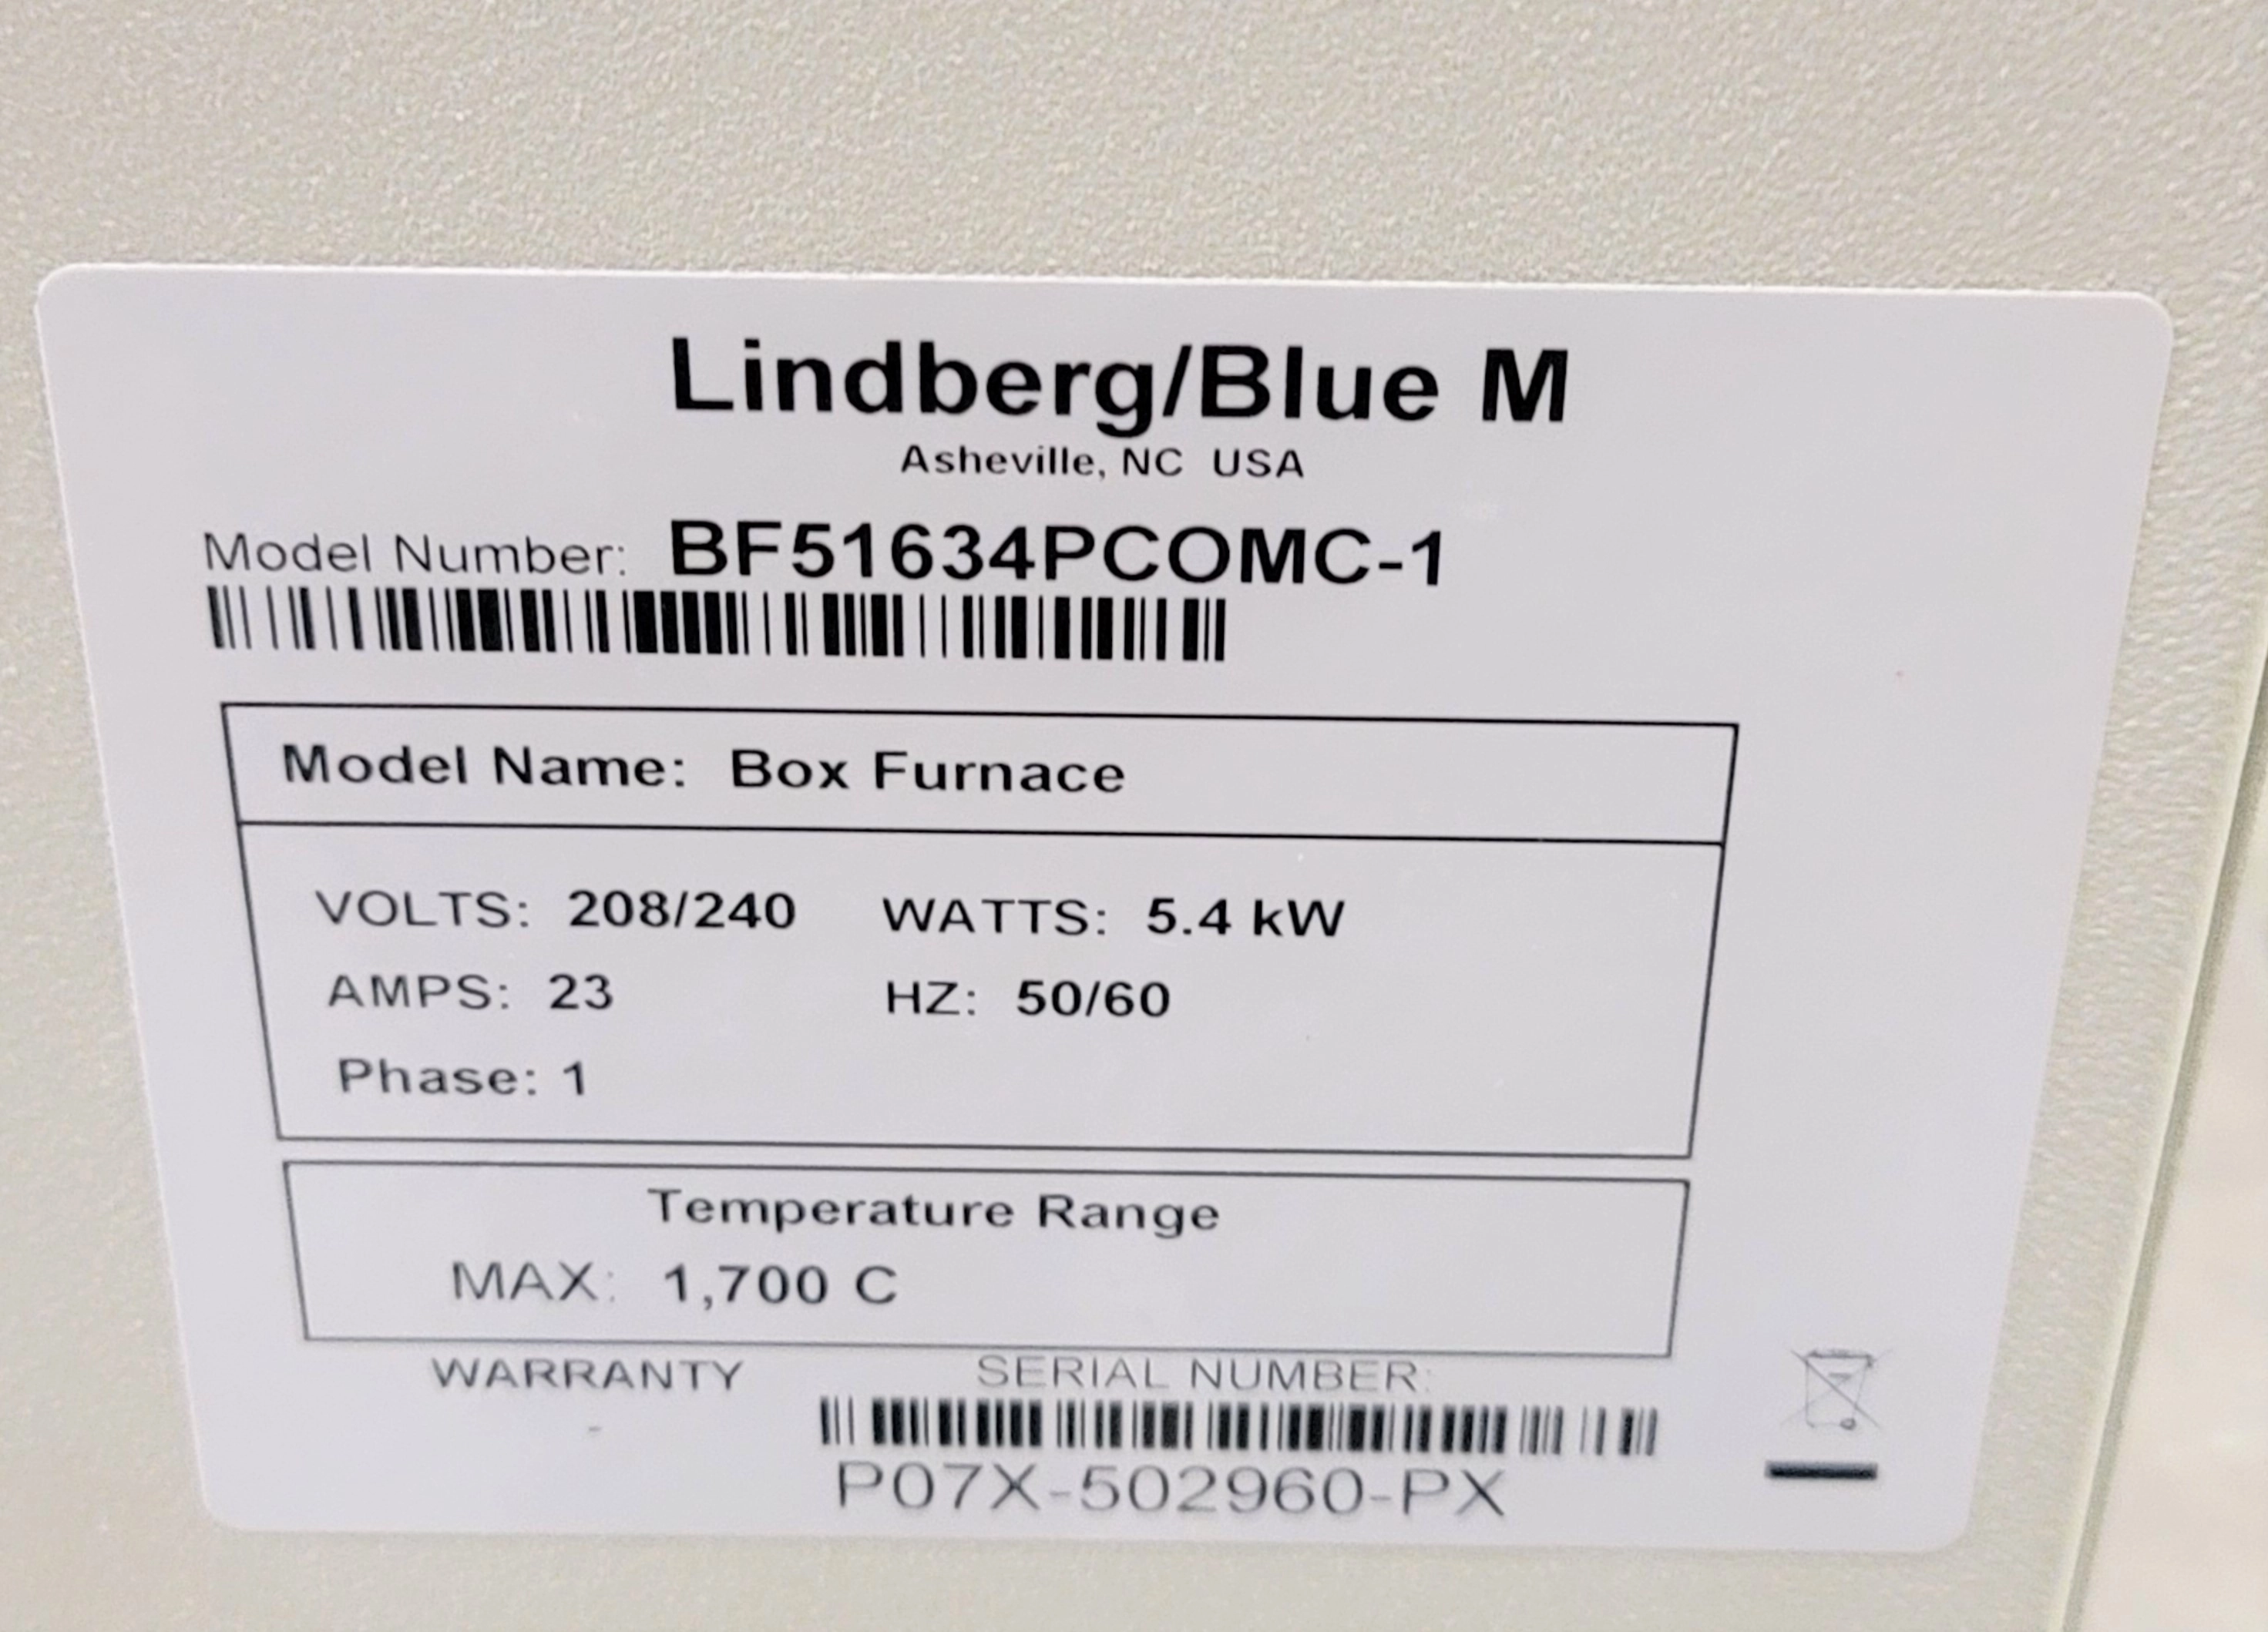 Lindberg/Blue M
Asheville, NC USA
Model Number: BF51634PCOMC-1
Model Name: Box Furnace
VOLTS: 208/240 WATTS: 5.4 kW
AMPS: 23 HZ: 50/60
Phase: 1
Temperature Range
MAX: 1,700 C
WARRANTY SERIAL NUMBER:
-
P07X-502960-PX